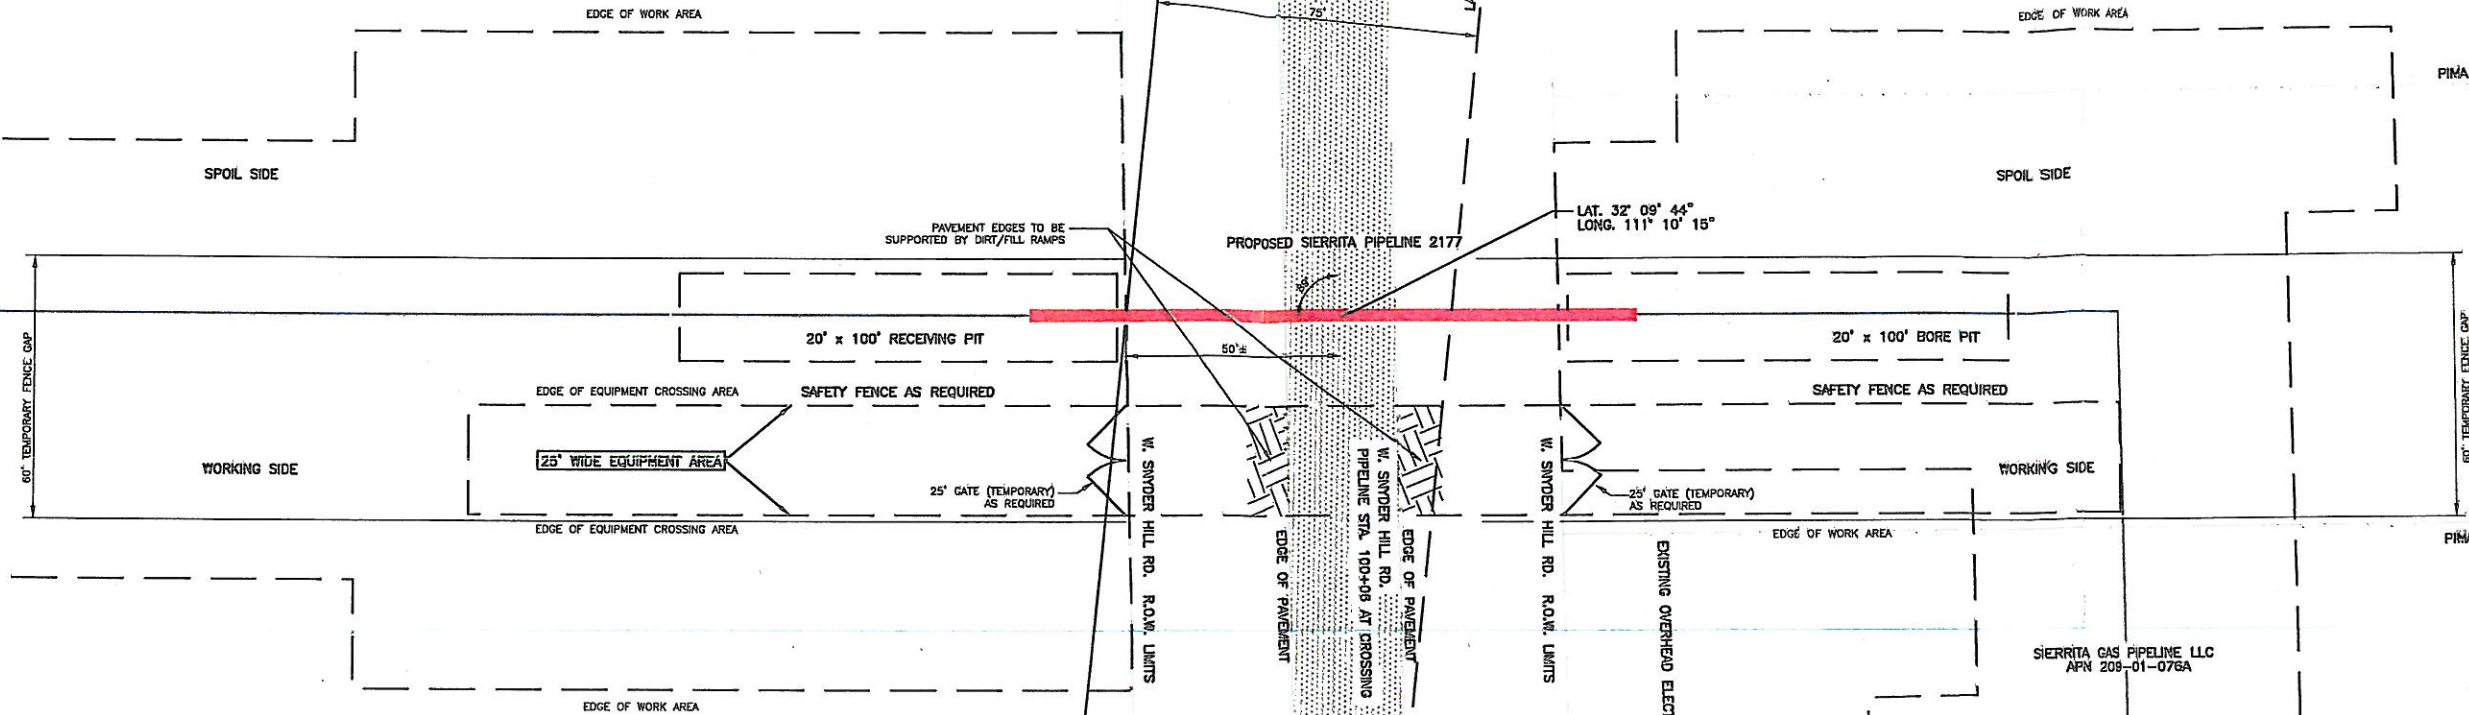 EDGE OF WORK AREA
75'
EDGE OF WORK AREA
PIMA
SPOIL SIDE
SPOIL SIDE
LAT. 32° 09' 44"
LONG. 111° 10' 15"
PAVEMENT EDGES TO BE
SUPPORTED BY DIRT/FILL RAMPS
PROPOSED SIERRITA PIPELINE 2177
89°
20' x 100' RECEIVING PIT
20' x 100' BORE PIT
50'±
60' TEMPORARY FENCE GAP
60' TEMPORARY FENCE GAP
EDGE OF EQUIPMENT CROSSING AREA
SAFETY FENCE AS REQUIRED
SAFETY FENCE AS REQUIRED
25' WIDE EQUIPMENT AREA
WORKING SIDE
WORKING SIDE
25' GATE (TEMPORARY)
AS REQUIRED
25' GATE (TEMPORARY)
AS REQUIRED
W. SNYDER HILL RD. R.O.W. LIMITS
EDGE OF PAVEMENT
W. SNYDER HILL RD.
PIPELINE STA. 100+06 AT CROSSING
EDGE OF PAVEMENT
W. SNYDER HILL RD. R.O.W. LIMITS
EDGE OF EQUIPMENT CROSSING AREA
EDGE OF WORK AREA
PIMA
EXISTING OVERHEAD ELECT
SIERRITA GAS PIPELINE LLC
APN 209-01-076A
EDGE OF WORK AREA